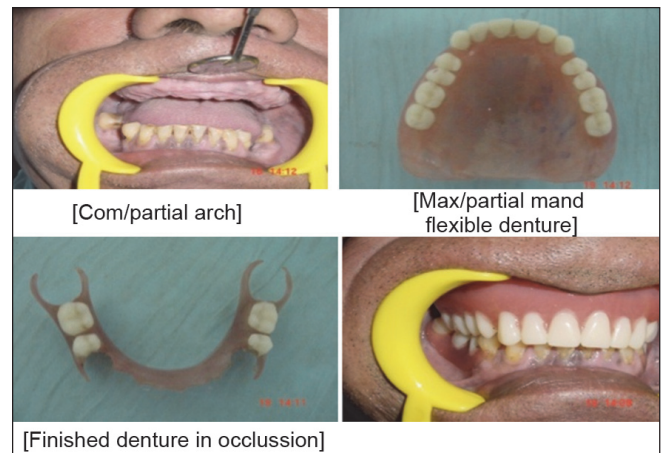 [Com/partial arch]
[Max/partial mand
flexible denture]
[Finished denture in occlussion]